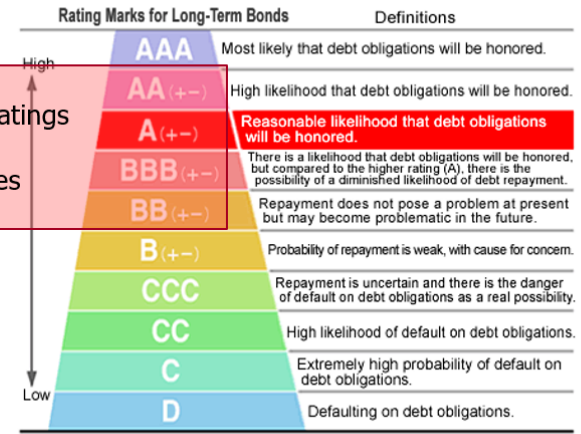 Rating Marks for Long-Term Bonds Definitions
High
AAA Most likely that debt obligations will be honored.
AA(+−) High likelihood that debt obligations will be honored.
atings
A(+−) Reasonable likelihood that debt obligations
will be honored.
es
BBB(+−) There is a likelihood that debt obligations will be honored,
but compared to the higher rating (A), there is the
possibility of a diminished likelihood of debt repayment.
BB(+−) Repayment does not pose a problem at present
but may become problematic in the future.
B(+−) Probability of repayment is weak, with cause for concern.
CCC Repayment is uncertain and there is the danger
of default on debt obligations as a real possibility.
CC High likelihood of default on debt obligations.
C Extremely high probability of default on
debt obligations.
Low
D Defaulting on debt obligations.